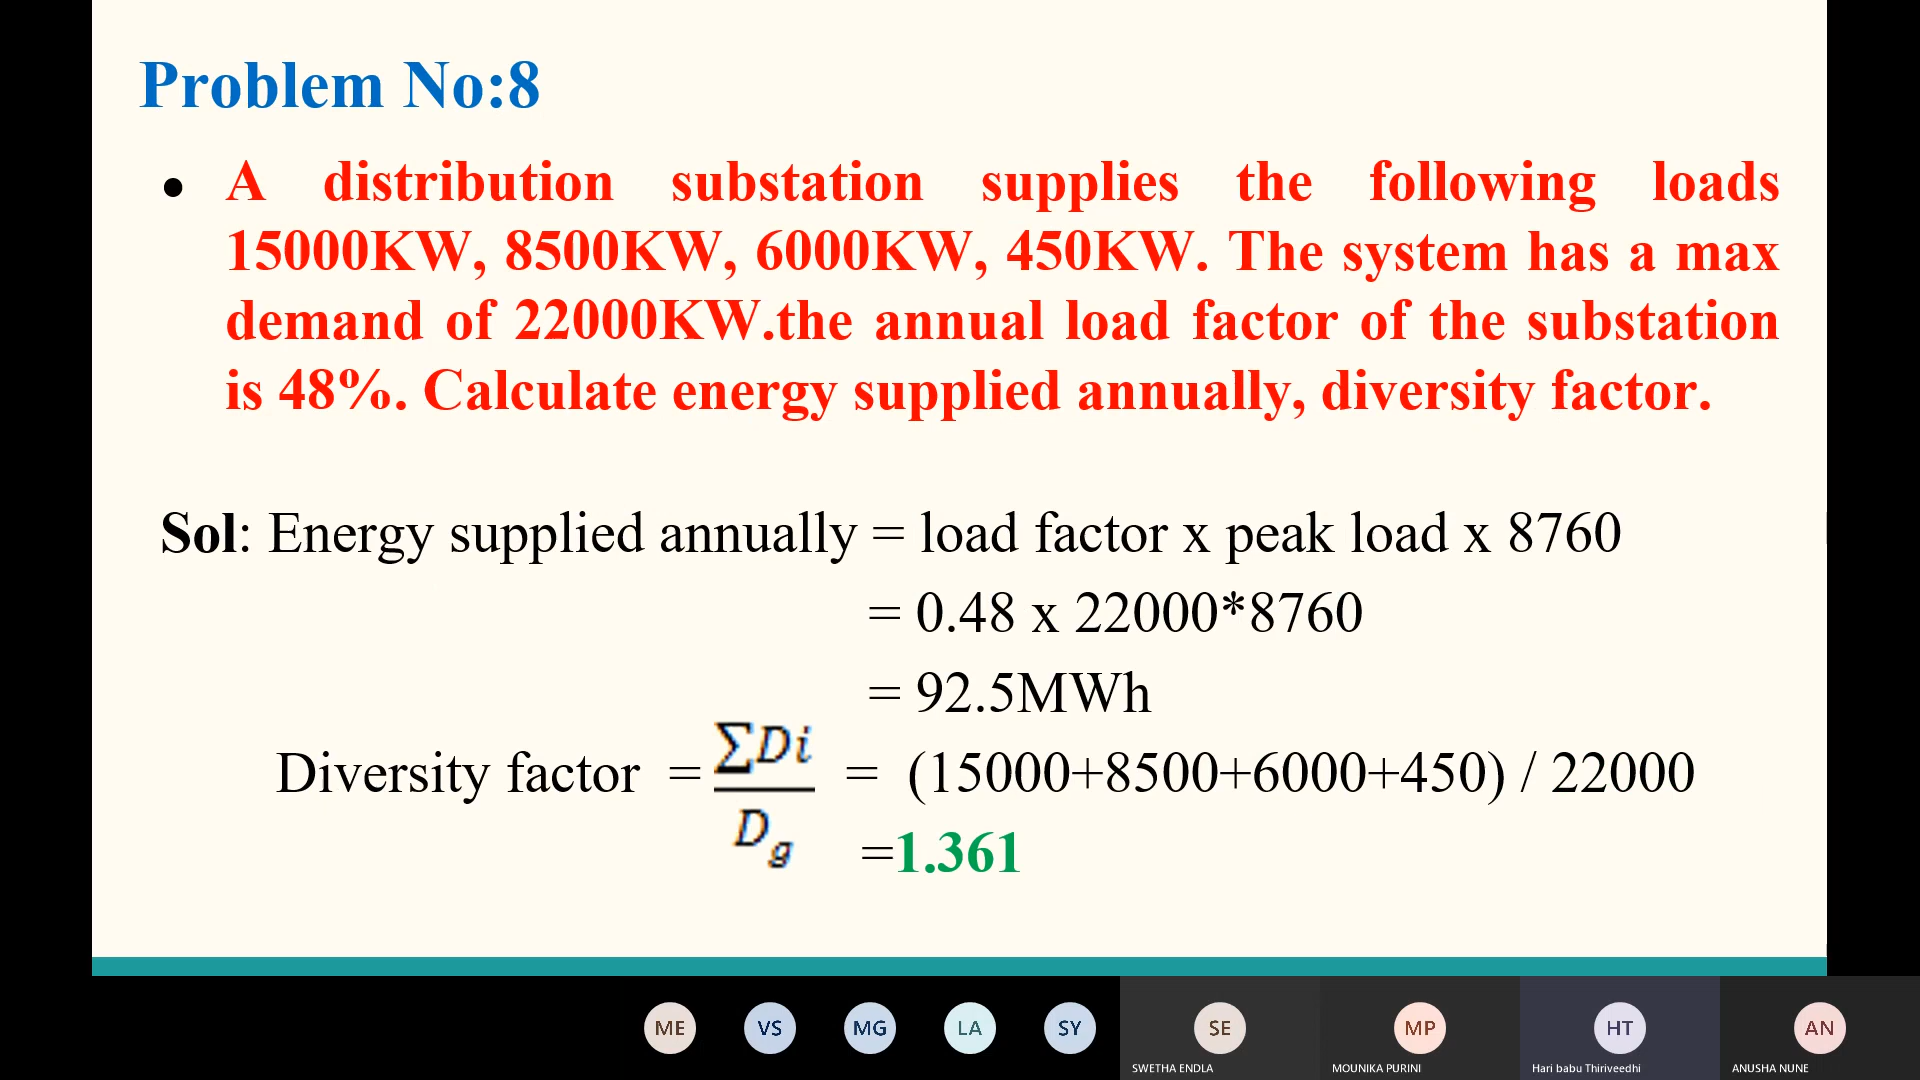 Problem No:8
• A distribution substation supplies the following loads
15000KW, 8500KW, 6000KW, 450KW. The system has a max
demand of 22000KW.the annual load factor of the substation
is 48%. Calculate energy supplied annually, diversity factor.
Sol: Energy supplied annually = load factor x peak load x 8760
= 0.48 x 22000*8760
= 92.5MWh
Diversity factor = ∑Di / Dg = (15000+8500+6000+450) / 22000
=1.361
ME VS MG LA SY SE MP HT AN
SWETHA ENDLA MOUNIKA PURINI Hari babu Thiriveedhi ANUSHA NUNE